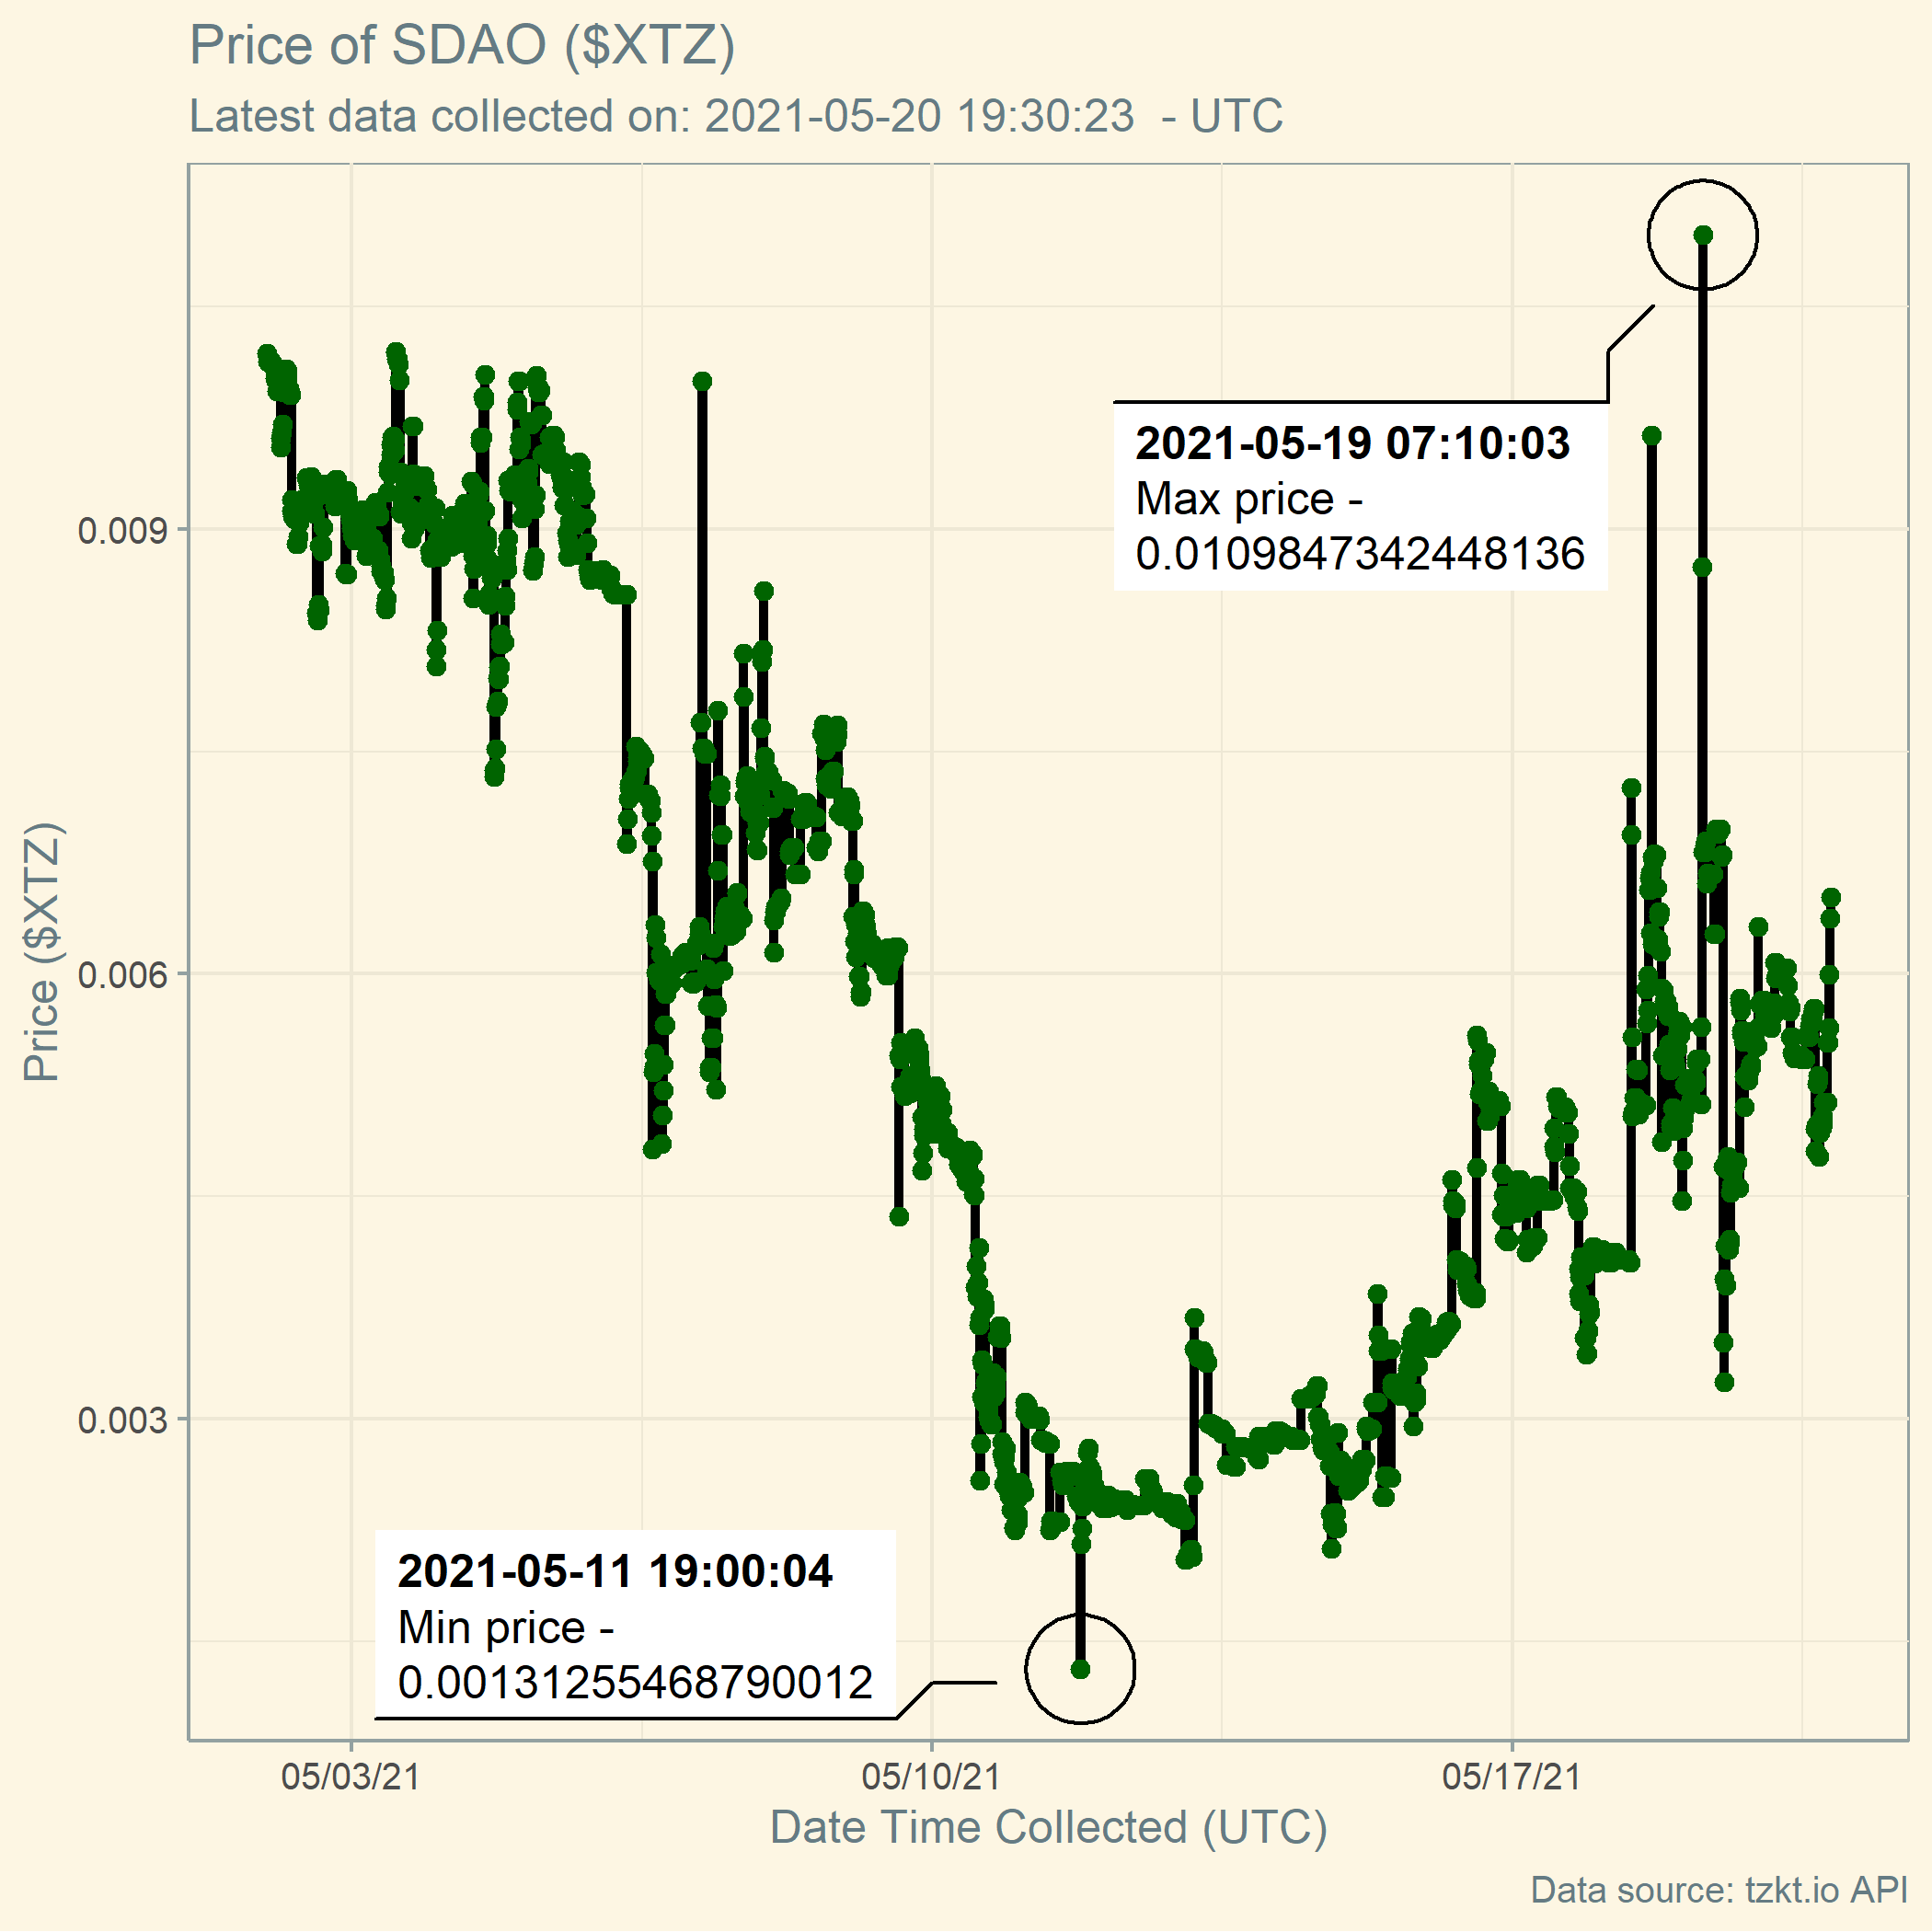 Price of SDAO ($XTZ)
Latest data collected on: 2021-05-20 19:30:23  - UTC
2021-05-19 07:10:03
Max price -
0.0109847342448136
0.009
0.006
0.003
Price ($XTZ)
2021-05-11 19:00:04
Min price -
0.00131255468790012
05/03/21
05/10/21
05/17/21
Date Time Collected (UTC)
Data source: tzkt.io API